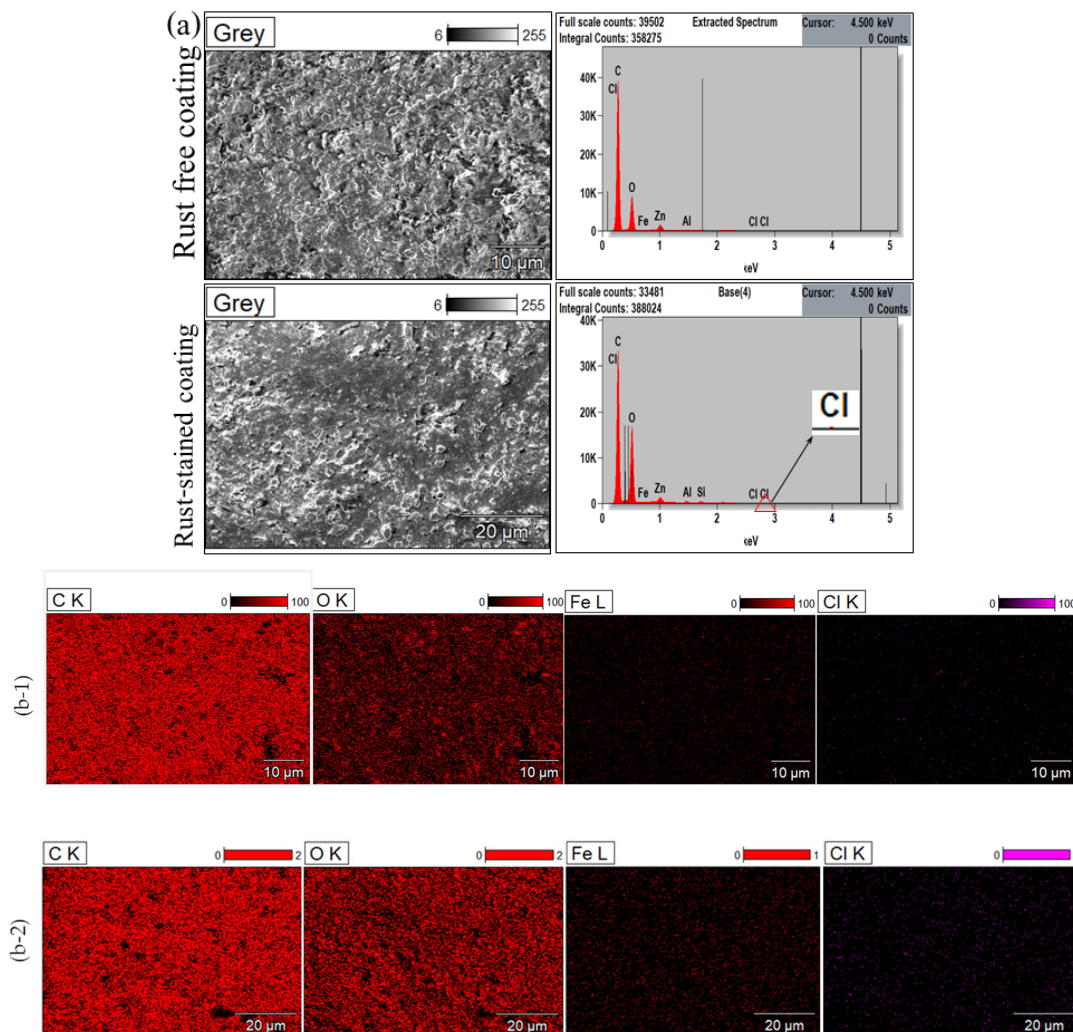 (a)
Grey
6 255
Rust free coating
10 µm
Full scale counts: 39502 Extracted Spectrum Cursor: 4.500 keV
Integral Counts: 358275 0 Counts
40K
30K
20K
10K
0
C
Cl
O
Fe Zn Al Cl Cl
0 1 2 3 4 5
keV
Grey
6 255
Rust-stained coating
20 µm
Full scale counts: 33481 Base(4) Cursor: 4.500 keV
Integral Counts: 388024 0 Counts
40K
30K
20K
10K
0
C
Cl
O
Fe Zn Al Si Cl Cl
Cl
0 1 2 3 4 5
keV
(b-1)
C K 0 100
10 µm
O K 0 100
10 µm
Fe L 0 100
10 µm
Cl K 0 100
10 µm
(b-2)
C K 0 2
20 µm
O K 0 2
20 µm
Fe L 0 1
20 µm
Cl K 0
20 µm